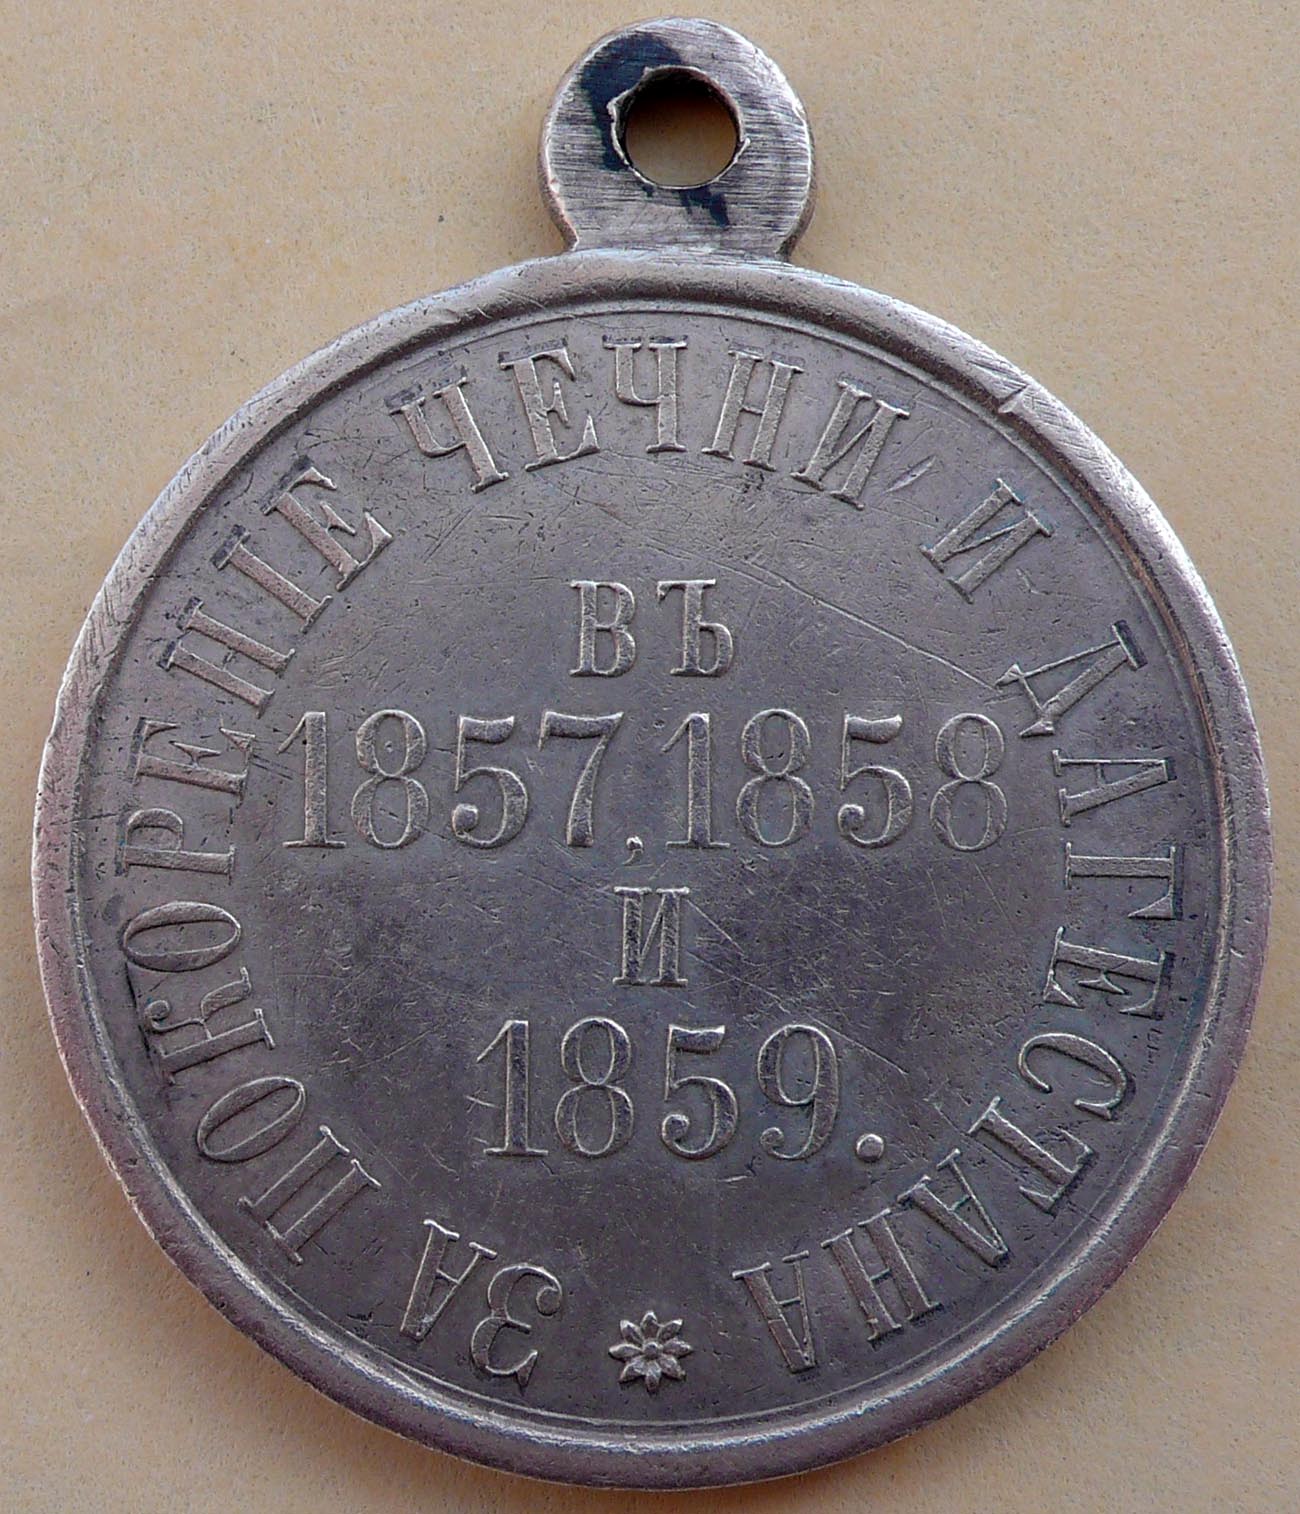 ЗА ПОКОРЕНІЕ ЧЕЧНИ И ДАГЕСТАНА
ВЪ
1857, 1858
И
1859.